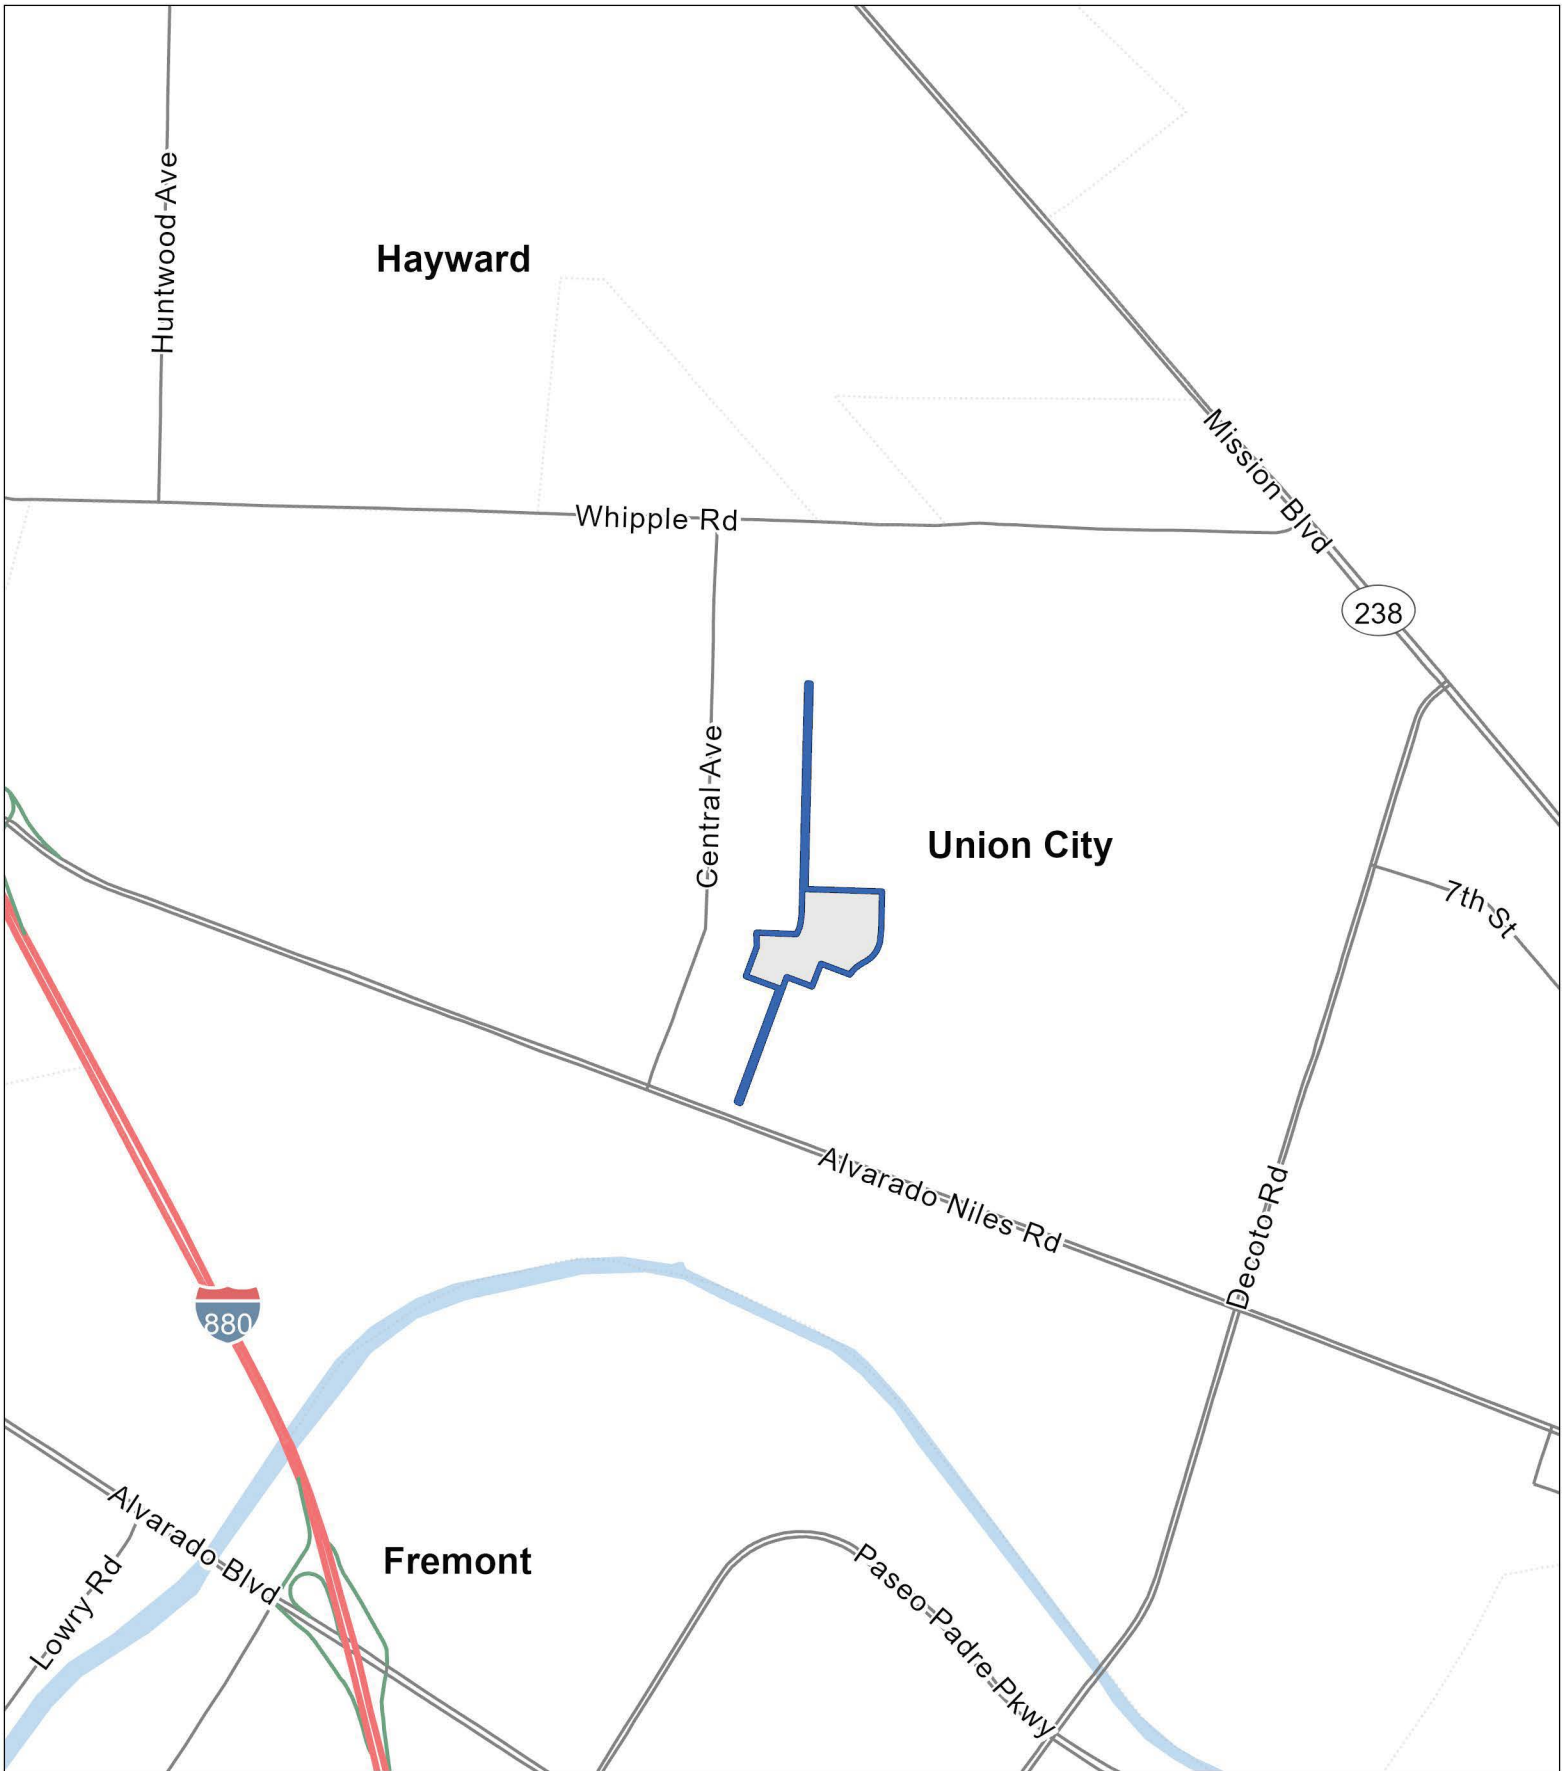 Huntwood Ave
Hayward
Mission Blvd
Whipple Rd
238
Central Ave
Union City
7th St
Alvarado Niles Rd
Decoto Rd
880
Alvarado Blvd
Fremont
Lowry Rd
Paseo Padre Pkwy